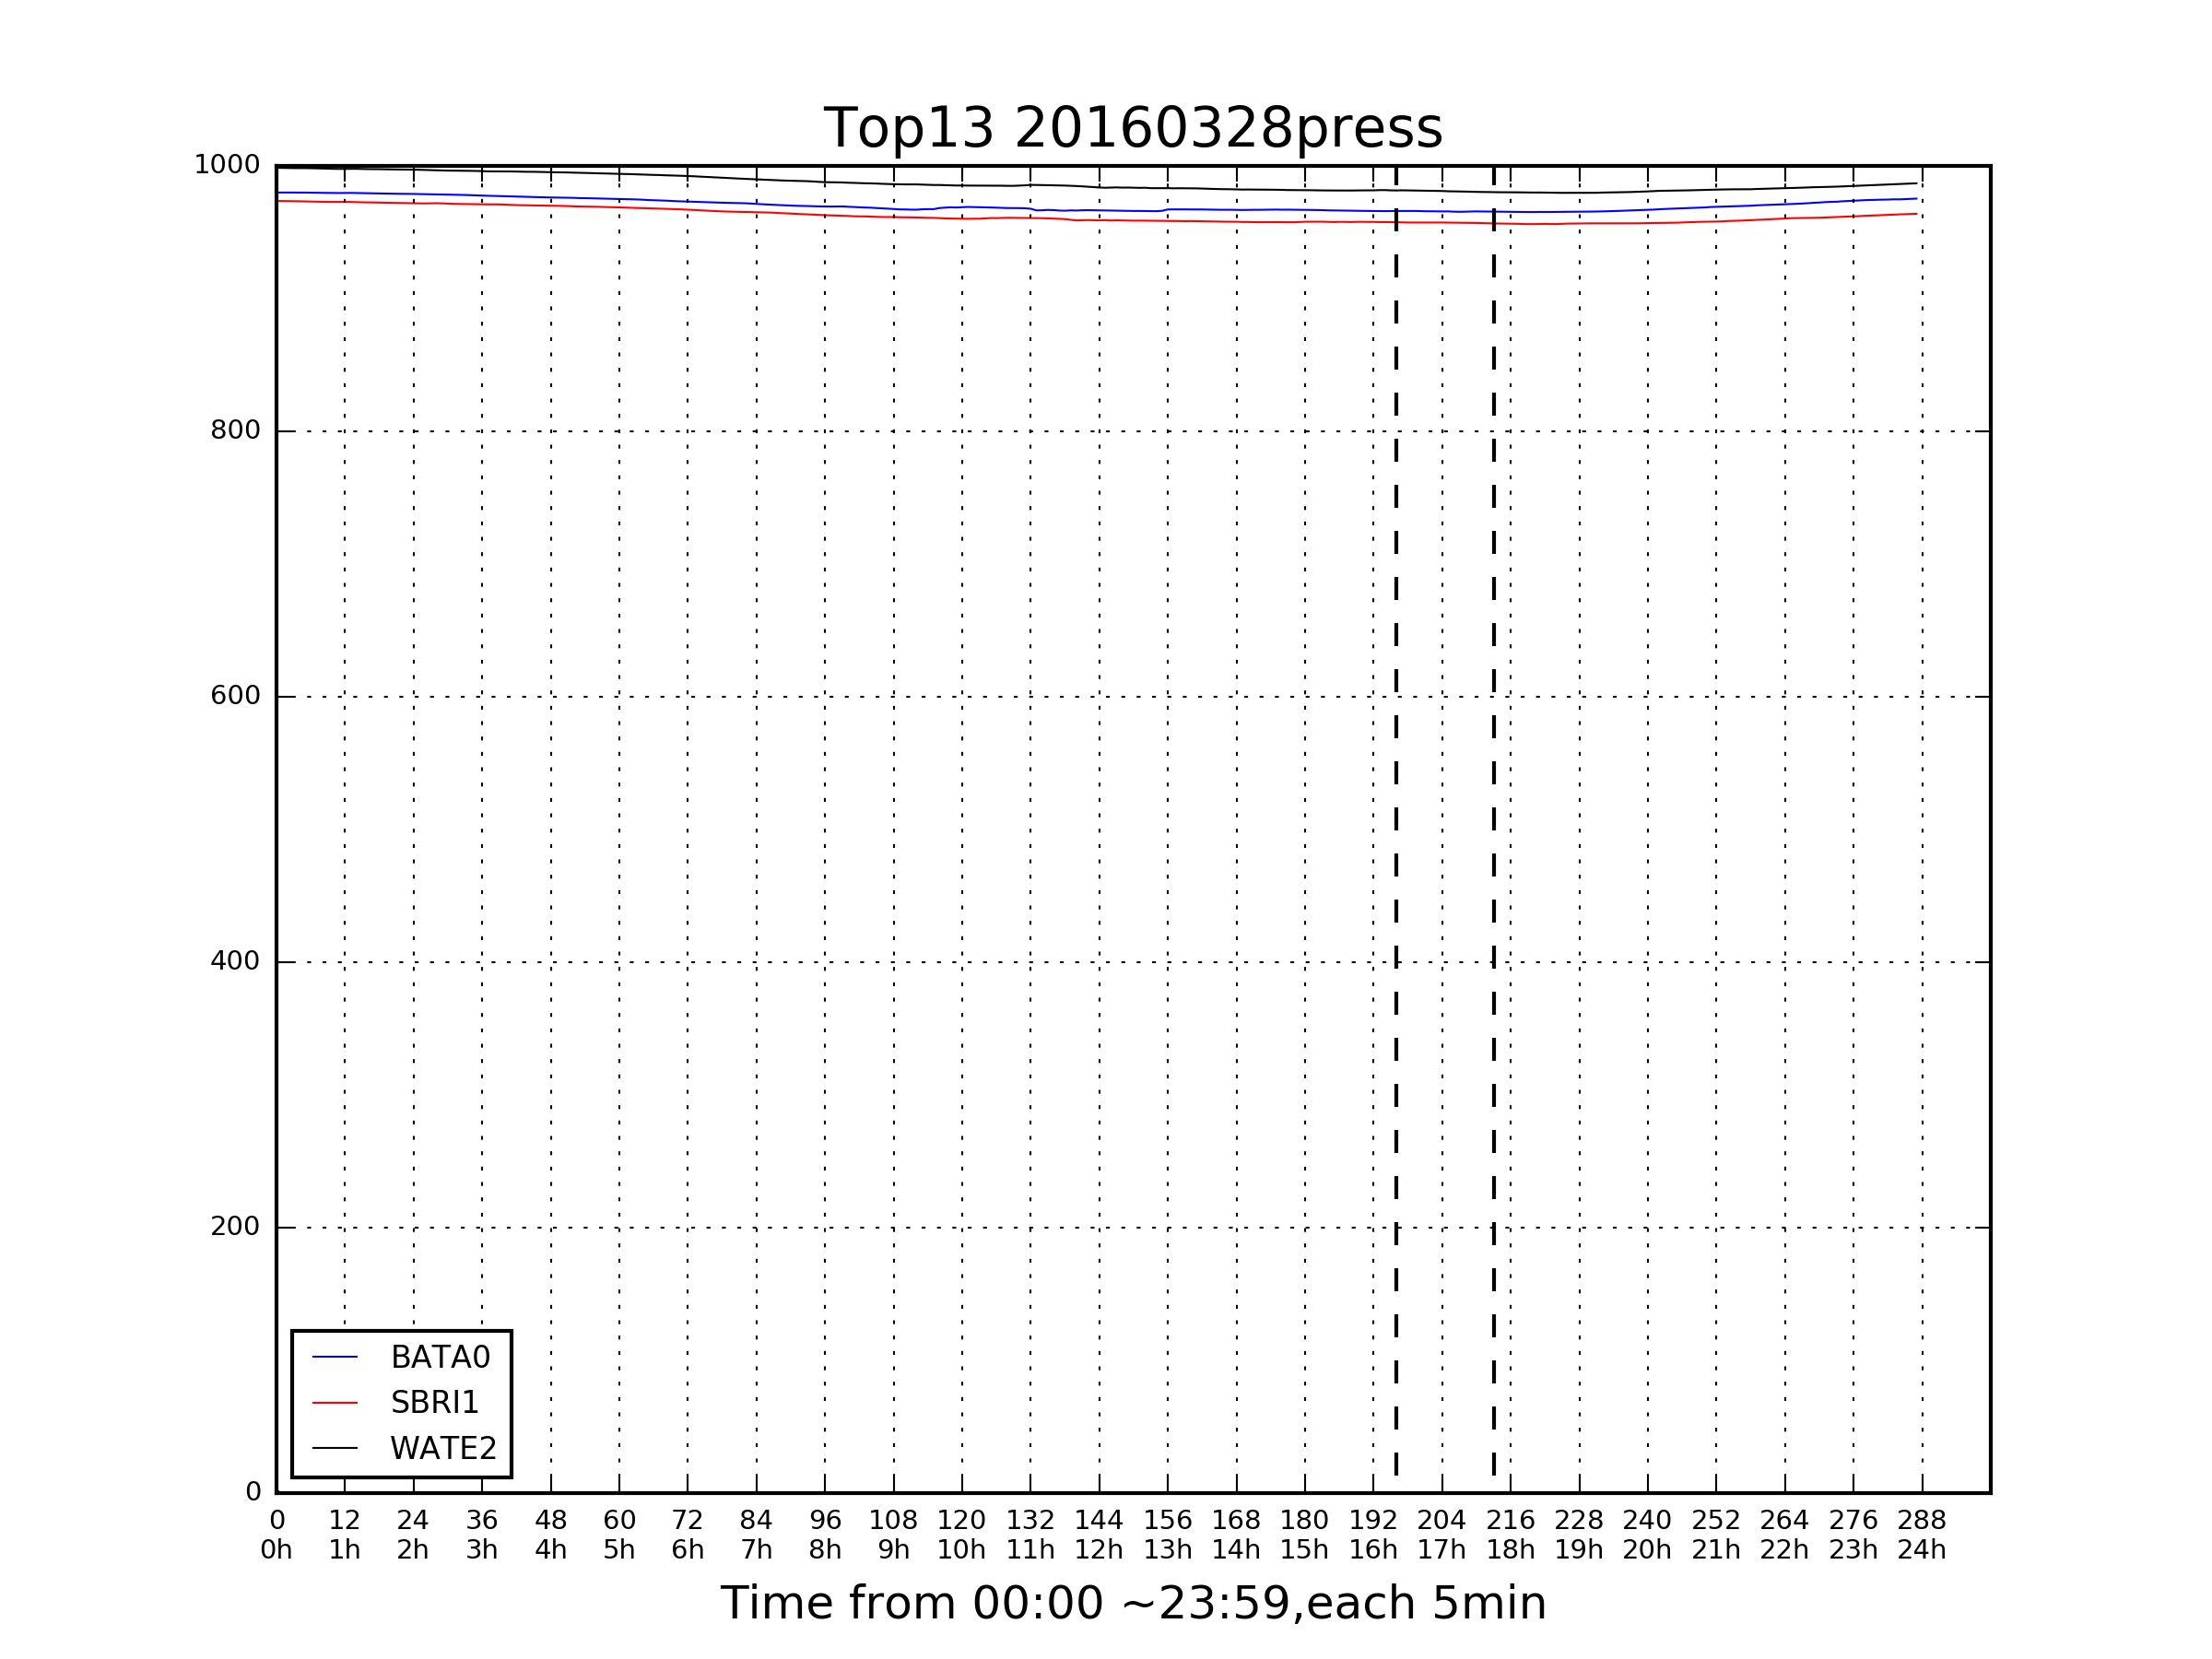 Top13 20160328press
1000
800
600
400
200
0
0 12 24 36 48 60 72 84 96 108 120 132 144 156 168 180 192 204 216 228 240 252 264 276 288
0h 1h 2h 3h 4h 5h 6h 7h 8h 9h 10h 11h 12h 13h 14h 15h 16h 17h 18h 19h 20h 21h 22h 23h 24h
BATA0
SBRI1
WATE2
Time from 00:00 ~23:59,each 5min